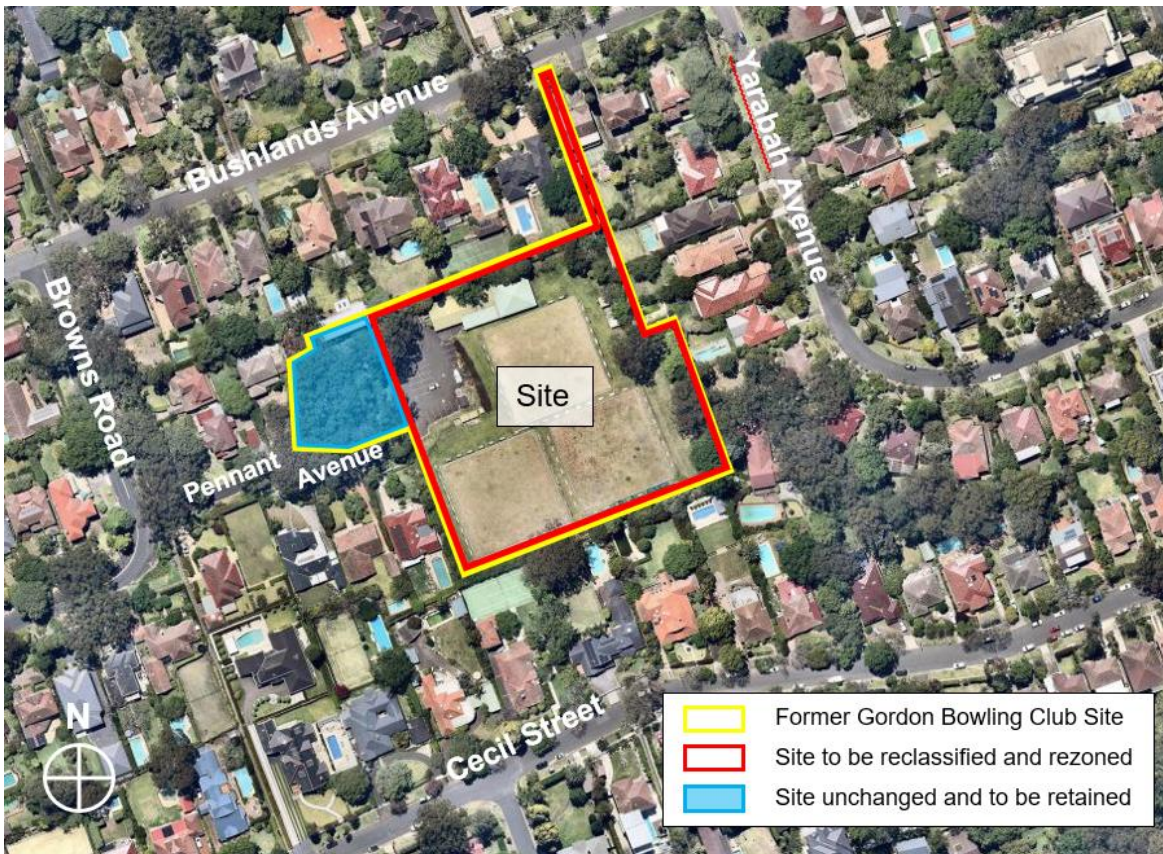 Bushlands Avenue
Yarabah Avenue
Browns Road
Site
Pennant Avenue
Cecil Street
N
Former Gordon Bowling Club Site
Site to be reclassified and rezoned
Site unchanged and to be retained